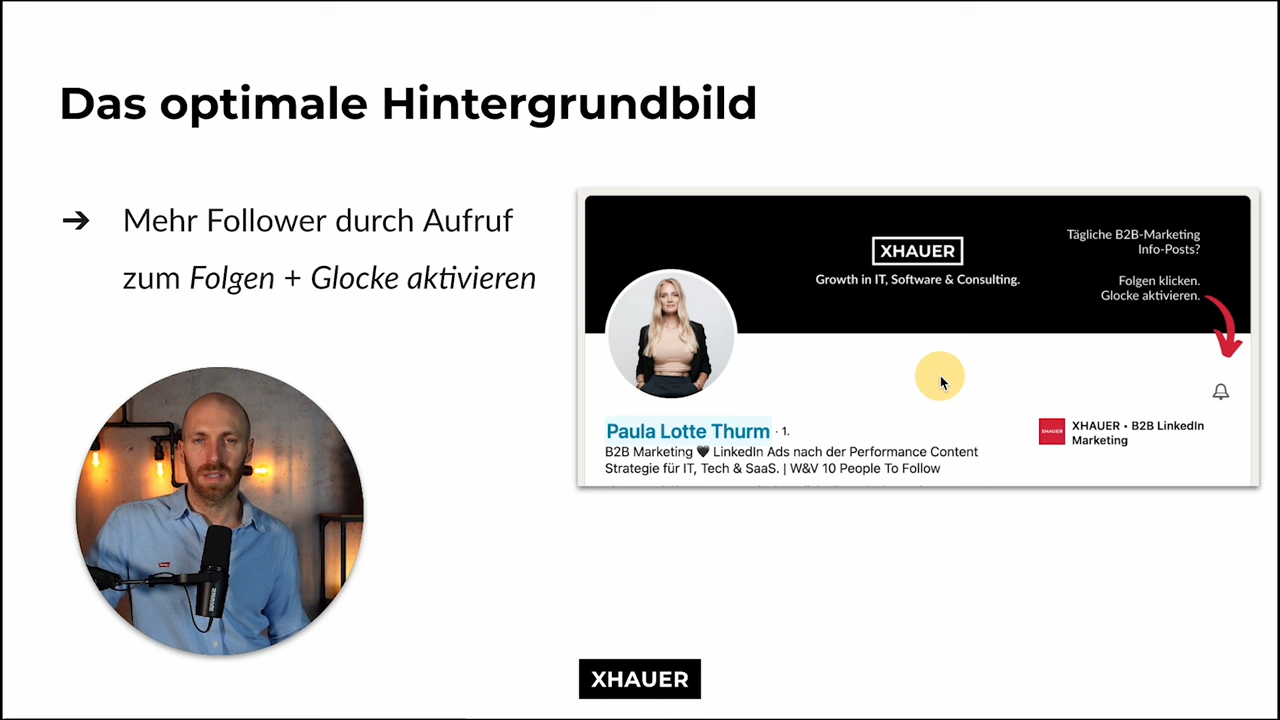 Das optimale Hintergrundbild
➔ Mehr Follower durch Aufruf
zum Folgen + Glocke aktivieren
XHAUER
Growth in IT, Software & Consulting.
Tägliche B2B-Marketing
Info-Posts?
Folgen klicken.
Glocke aktivieren.
Paula Lotte Thurm · 1.
B2B Marketing 🖤 LinkedIn Ads nach der Performance Content
Strategie für IT, Tech & SaaS. | W&V 10 People To Follow
XHAUER
XHAUER • B2B LinkedIn
Marketing
XHAUER